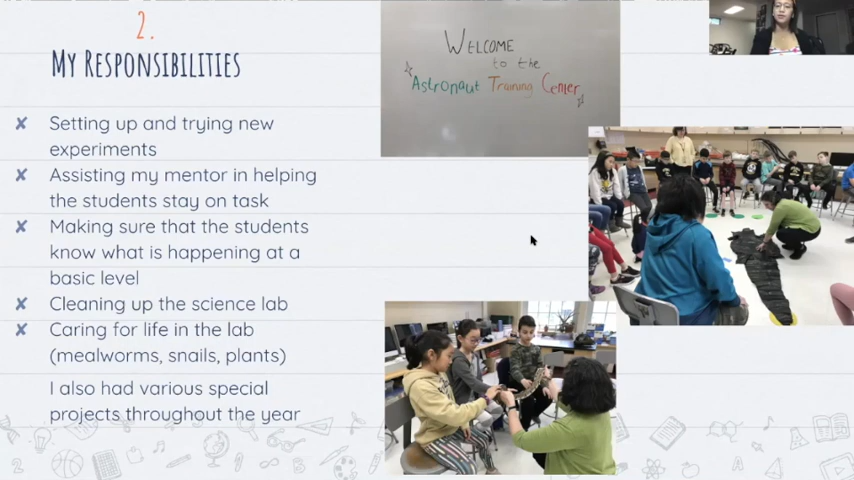 2.
My Responsibilities
✘ Setting up and trying new
experiments
✘ Assisting my mentor in helping
the students stay on task
✘ Making sure that the students
know what is happening at a
basic level
✘ Cleaning up the science lab
✘ Caring for life in the lab
(mealworms, snails, plants)
I also had various special
projects throughout the year
WELCOME
to the
Astronaut Training Center